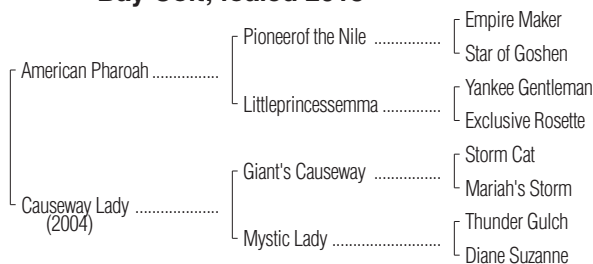 Bay Colt, foaled
Empire Maker
Pioneerof the Nile ................
Star of Goshen
American Pharoah ................
Yankee Gentleman
Littleprincessemma ..............
Exclusive Rosette
Storm Cat
Giant's Causeway ................
Mariah's Storm
Causeway Lady ....................
(2004)
Thunder Gulch
Mystic Lady ..........................
Diane Suzanne